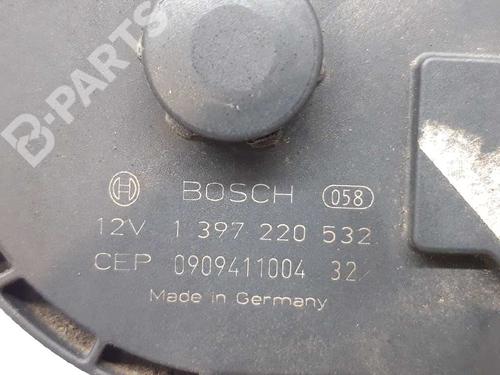 B-PARTS
BOSCH 058
12V 1 397 220 532
CEP 0909411004 32
Made in Germany